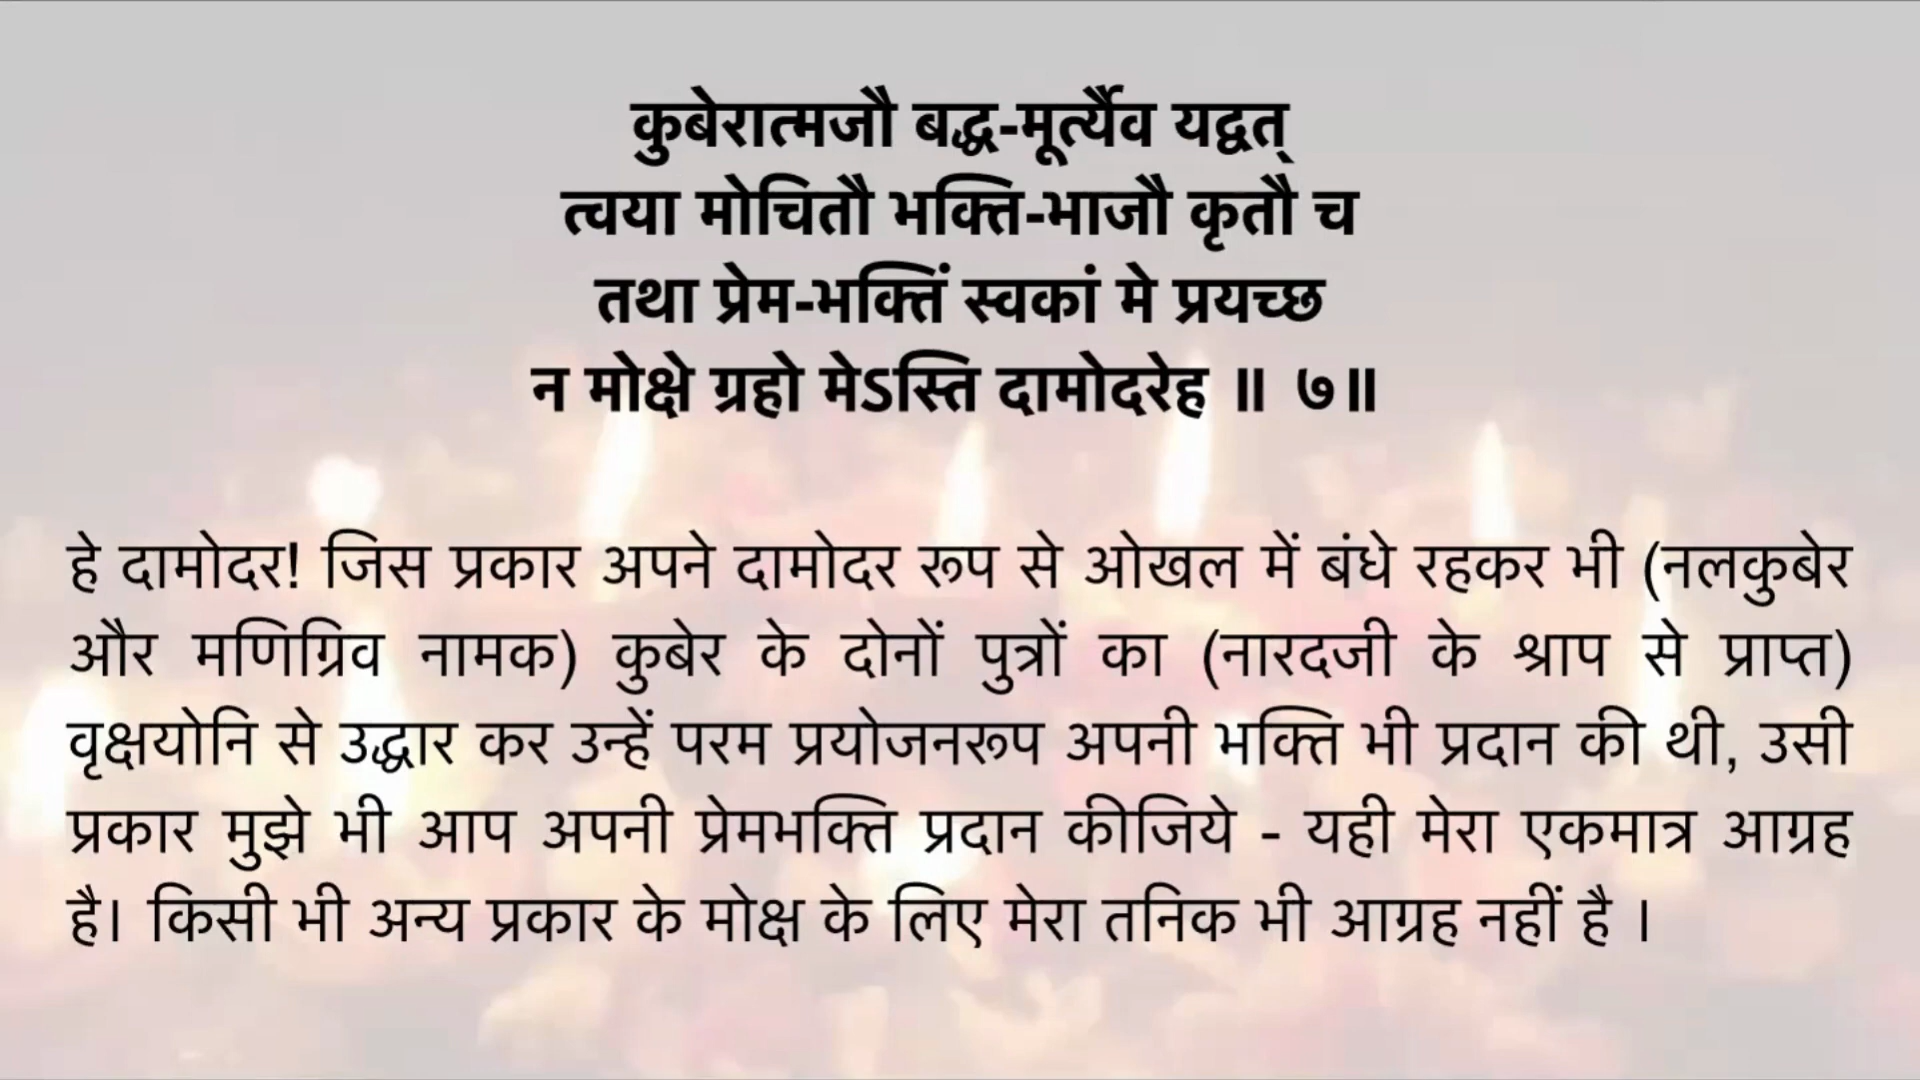 कुबेरात्मजौ बद्ध-मूर्त्यैव यद्वत्
त्वया मोचितौ भक्ति-भाजौ कृतौ च
तथा प्रेम-भक्तिं स्वकां मे प्रयच्छ
न मोक्षे ग्रहो मेऽस्ति दामोदरेह ॥ ७॥
हे दामोदर! जिस प्रकार अपने दामोदर रूप से ओखल में बंधे रहकर भी (नलकुबेर
और मणिग्रिव नामक) कुबेर के दोनों पुत्रों का (नारदजी के श्राप से प्राप्त)
वृक्षयोनि से उद्धार कर उन्हें परम प्रयोजनरूप अपनी भक्ति भी प्रदान की थी, उसी
प्रकार मुझे भी आप अपनी प्रेमभक्ति प्रदान कीजिये - यही मेरा एकमात्र आग्रह
है। किसी भी अन्य प्रकार के मोक्ष के लिए मेरा तनिक भी आग्रह नहीं है ।